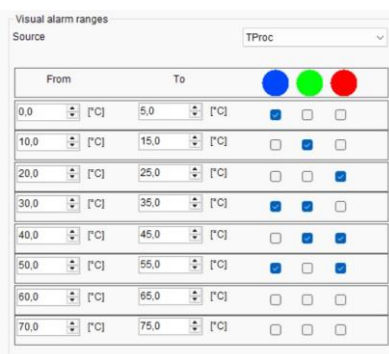 Visual alarm ranges
Source TProc
From To
0,0 [°C] 5,0 [°C]
10,0 [°C] 15,0 [°C]
20,0 [°C] 25,0 [°C]
30,0 [°C] 35,0 [°C]
40,0 [°C] 45,0 [°C]
50,0 [°C] 55,0 [°C]
60,0 [°C] 65,0 [°C]
70,0 [°C] 75,0 [°C]